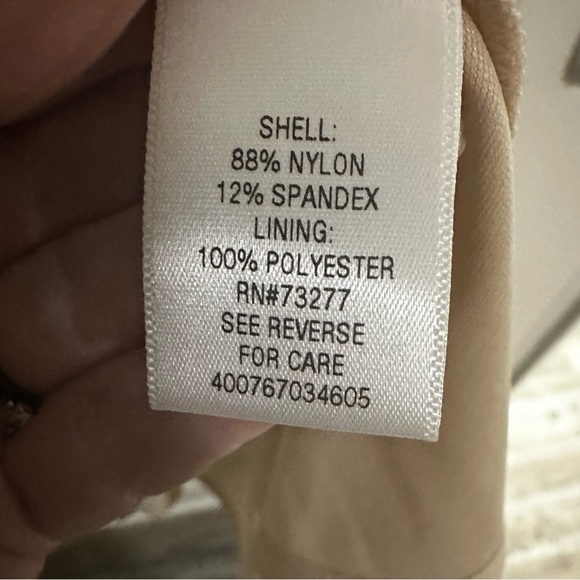 SHELL:
88% NYLON
12% SPANDEX
LINING:
100% POLYESTER
RN#73277
SEE REVERSE
FOR CARE
400767034605